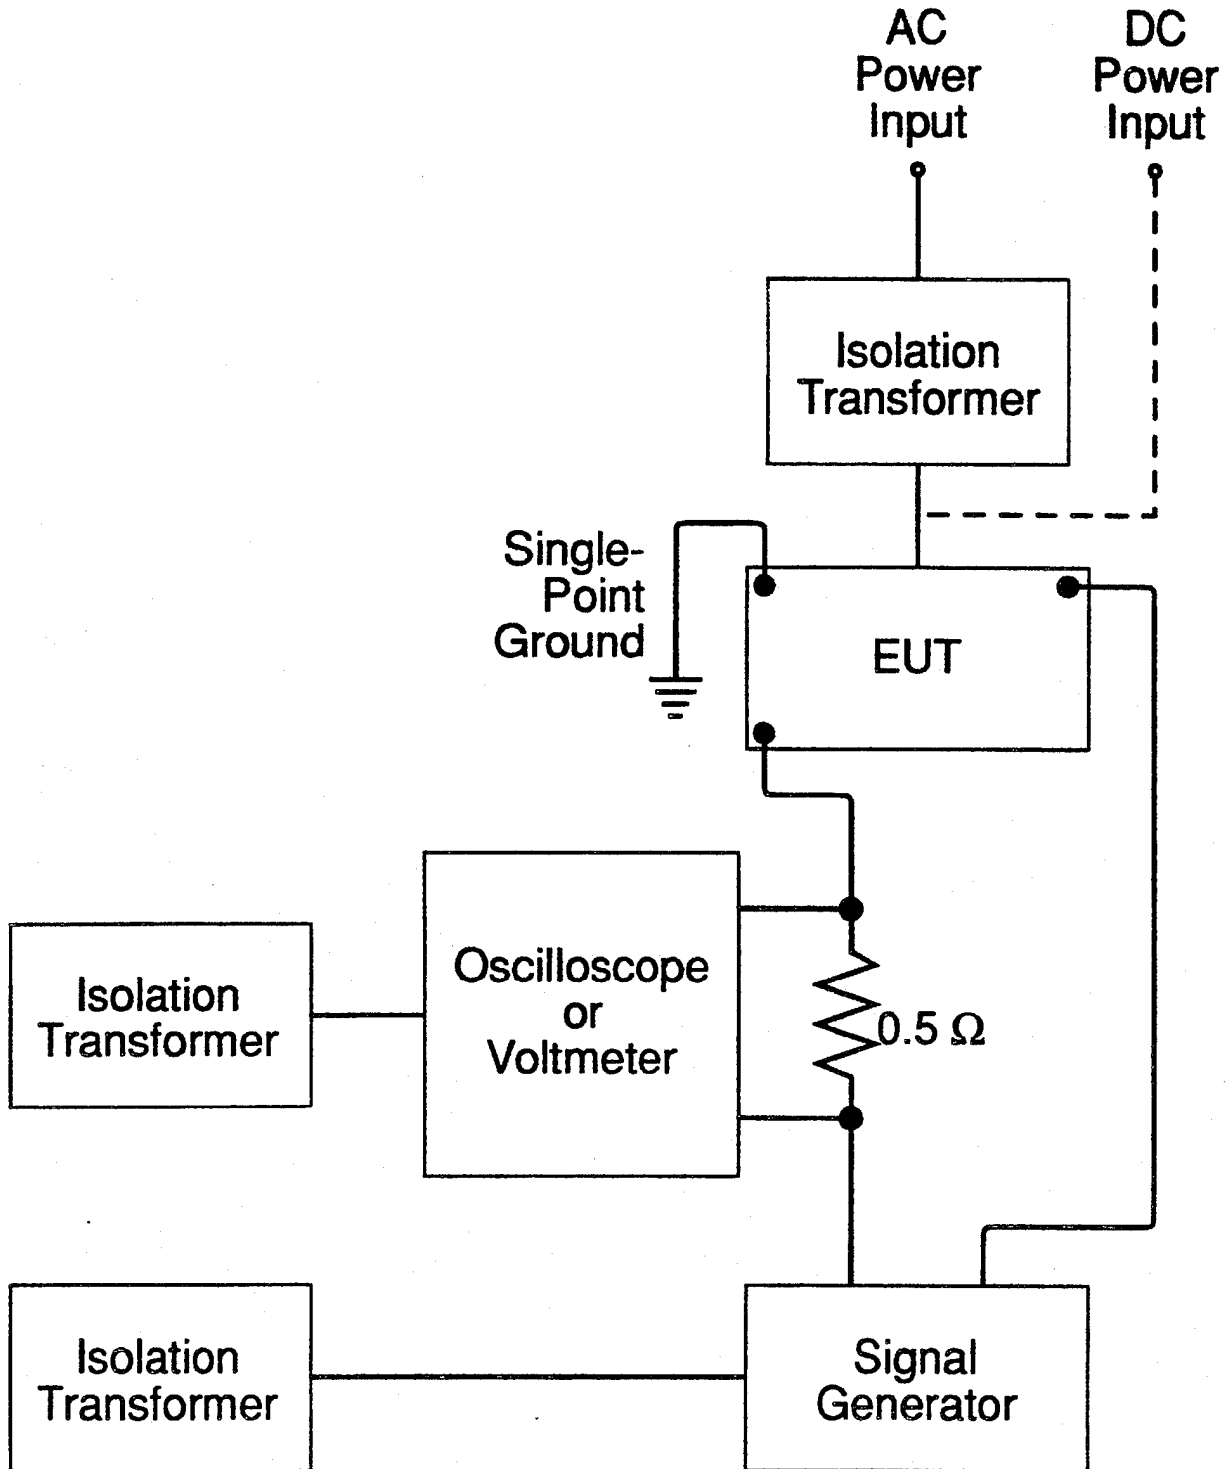 AC
Power
Input
DC
Power
Input
Isolation
Transformer
Single-
Point
Ground
EUT
Oscilloscope
or
Voltmeter
Isolation
Transformer
0.5 Ω
Isolation
Transformer
Signal
Generator